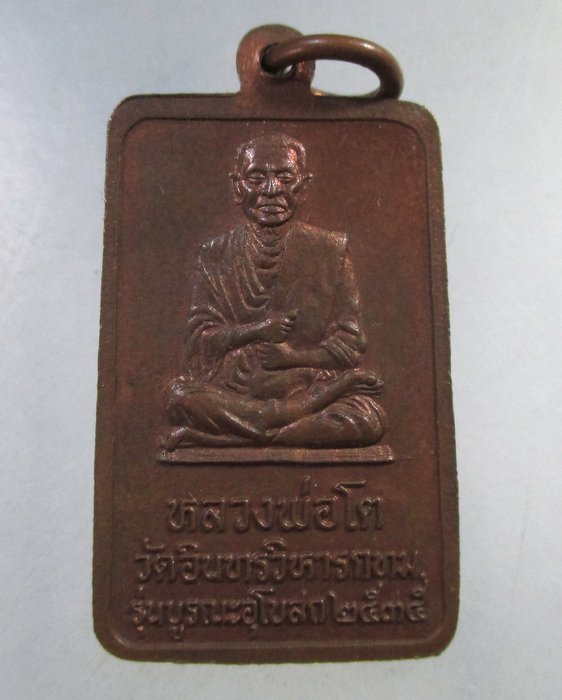 หลวงพ่อโต
วัดอินทรวิหาร กทม.
รุ่นบูรณะอุโบสถ ๒๕๓๕